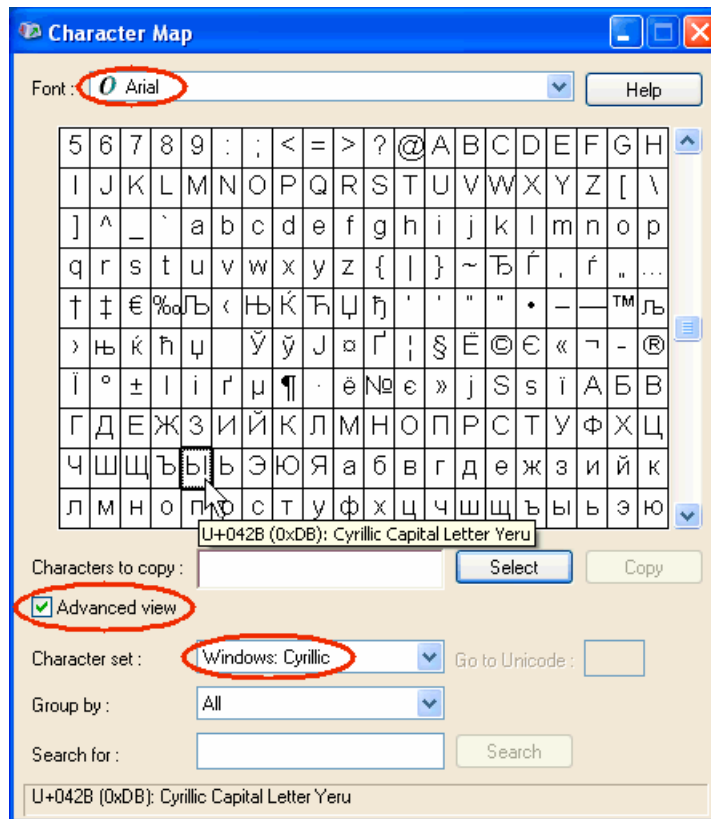 Character Map
Font : O Arial Help
5 6 7 8 9 : ; < = > ? @ A B C D E F G H
I J K L M N O P Q R S T U V W X Y Z [ \
] ^ _ ` a b c d e f g h i j k l m n o p
q r s t u v w x y z { | } ~ Ђ Ѓ ‚ ѓ „ …
† ‡ € ‰ Љ ‹ Њ Ќ Ћ Џ ђ ‘ ’ “ ” • – — ™ љ
› њ ќ ћ џ Ў ў Ј ¤ Ґ ¦ § Ё © Є « ¬ - ®
Ї ° ± І і ґ µ ¶ · ё № є » ј Ѕ ѕ ї А Б В
Г Д Е Ж З И Й К Л М Н О П Р С Т У Ф Х Ц
Ч Ш Щ Ъ Ы Ь Э Ю Я а б в г д е ж з и й к
л м н о п р с т у ф х ц ч ш щ ъ ы ь э ю
U+042B (0xDB): Cyrillic Capital Letter Yeru
Characters to copy : Select Copy
Advanced view
Character set : Windows: Cyrillic Go to Unicode :
Group by : All
Search for : Search
U+042B (0xDB): Cyrillic Capital Letter Yeru